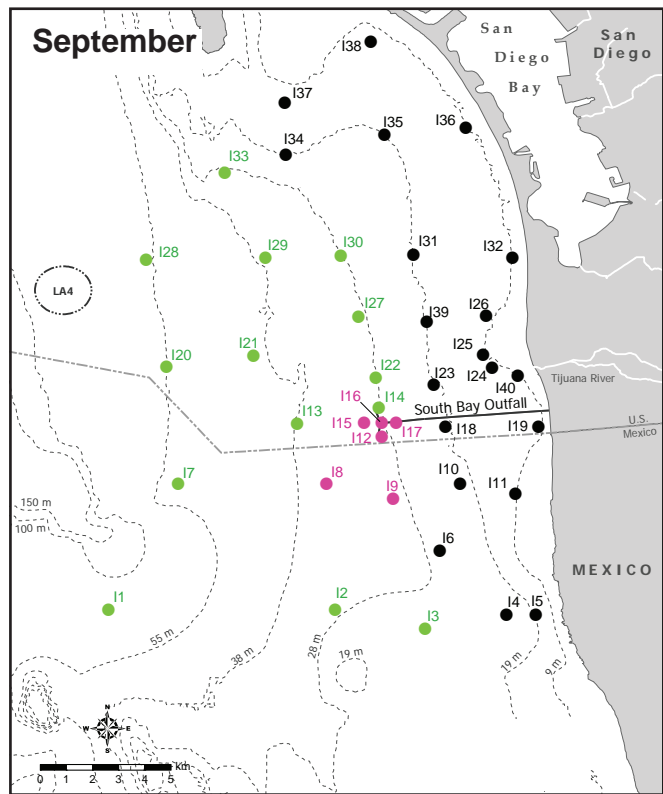 September
San
Diego
Bay
San
Diego
I38
I37
I36
I35
I34
I33
I28
I29
I30
I31
I32
LA4
I27
I26
I39
I20
I21
I22
I25
I23
I24
I40
Tijuana River
I16
I14
South Bay Outfall
I13
I15
I17
I12
I18
I19
U.S.
Mexico
I7
I8
I9
I10
I11
150 m
100 m
I6
MEXICO
I1
I2
I3
I4
I5
55 m
38 m
28 m
19 m
19 m
9 m
N
W
E
S
km
0 1 2 3 4 5